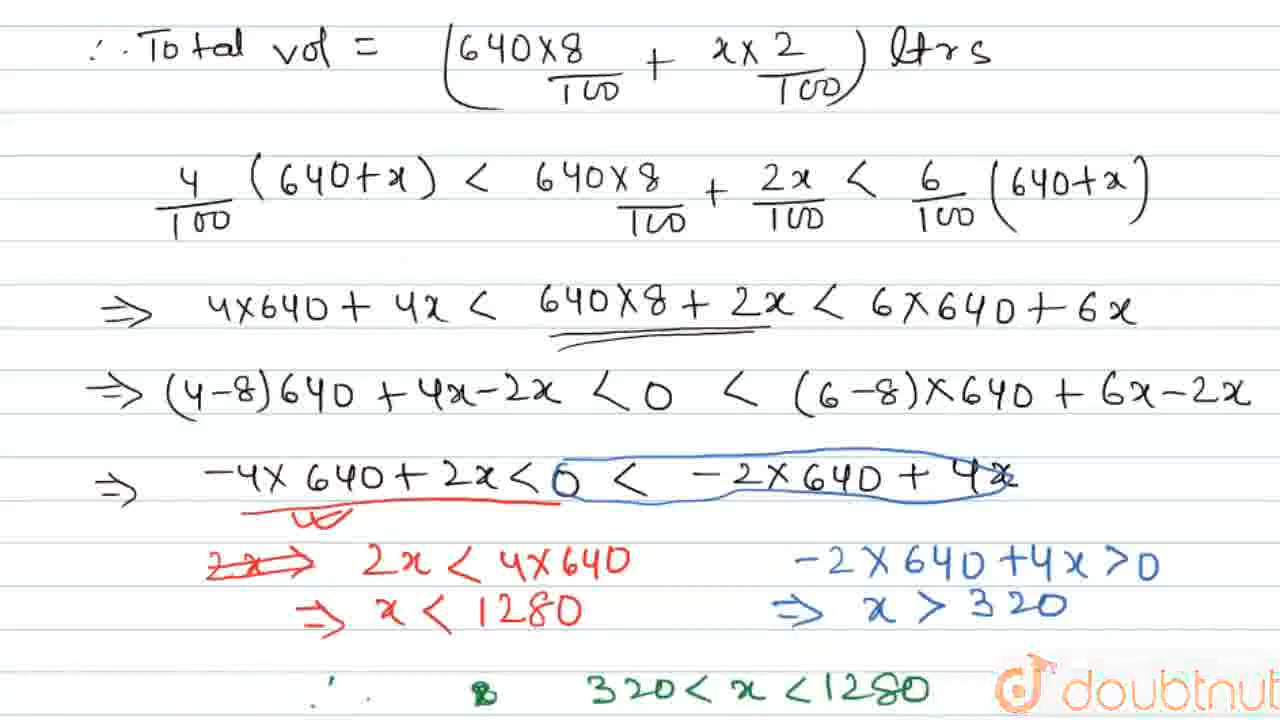 ∴ Total vol = (640×8/100 + x×2/100) ltrs
4/100 (640+x) < 640×8/100 + 2x/100 < 6/100 (640+x)
⇒ 4×640 + 4x < 640×8 + 2x < 6×640 + 6x
⇒ (4-8)640 + 4x-2x < 0 < (6-8)×640 + 6x-2x
⇒ -4×640 + 2x < 0 < -2×640 + 4x
⇒ 2x < 4×640
-2×640+4x>0
⇒ x < 1280
⇒ x > 320
∴ 320 < x < 1280
doubtnut